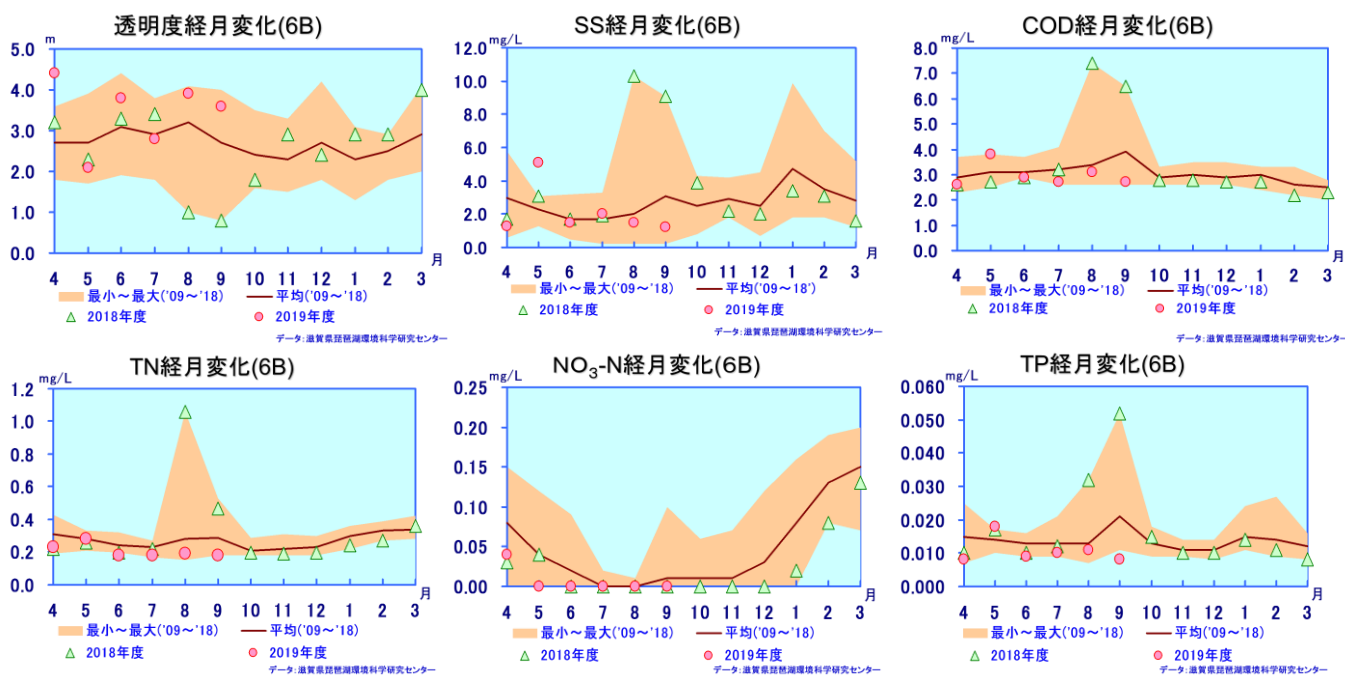 透明度経月変化(6B)
m
5.0
4.0
3.0
2.0
1.0
0.0
4 5 6 7 8 9 10 11 12 1 2 3 月
最小～最大('09～'18) 平均('09～'18)
2018年度 2019年度
データ:滋賀県琵琶湖環境科学研究センター
SS経月変化(6B)
mg/L
12.0
10.0
8.0
6.0
4.0
2.0
0.0
4 5 6 7 8 9 10 11 12 1 2 3 月
最小～最大('09～'18) 平均('09～18')
2018年度 2019年度
データ:滋賀県琵琶湖環境科学研究センター
COD経月変化(6B)
mg/L
8.0
7.0
6.0
5.0
4.0
3.0
2.0
1.0
0.0
4 5 6 7 8 9 10 11 12 1 2 3 月
最小～最大('09～'18) 平均('09～'18)
2018年度 2019年度
データ:滋賀県琵琶湖環境科学研究センター
TN経月変化(6B)
mg/L
1.2
1.0
0.8
0.6
0.4
0.2
0.0
4 5 6 7 8 9 10 11 12 1 2 3 月
最小～最大('09～'18) 平均('09～'18)
2018年度 2019年度
データ:滋賀県琵琶湖環境科学研究センター
NO₃-N経月変化(6B)
mg/L
0.25
0.20
0.15
0.10
0.05
0.00
4 5 6 7 8 9 10 11 12 1 2 3 月
最小～最大('09～'18) 平均('09～'18)
2018年度 2019年度
データ:滋賀県琵琶湖環境科学研究センター
TP経月変化(6B)
mg/L
0.060
0.050
0.040
0.030
0.020
0.010
0.000
4 5 6 7 8 9 10 11 12 1 2 3 月
最小～最大('09～'18) 平均('09～'18)
2018年度 2019年度
データ:滋賀県琵琶湖環境科学研究センター